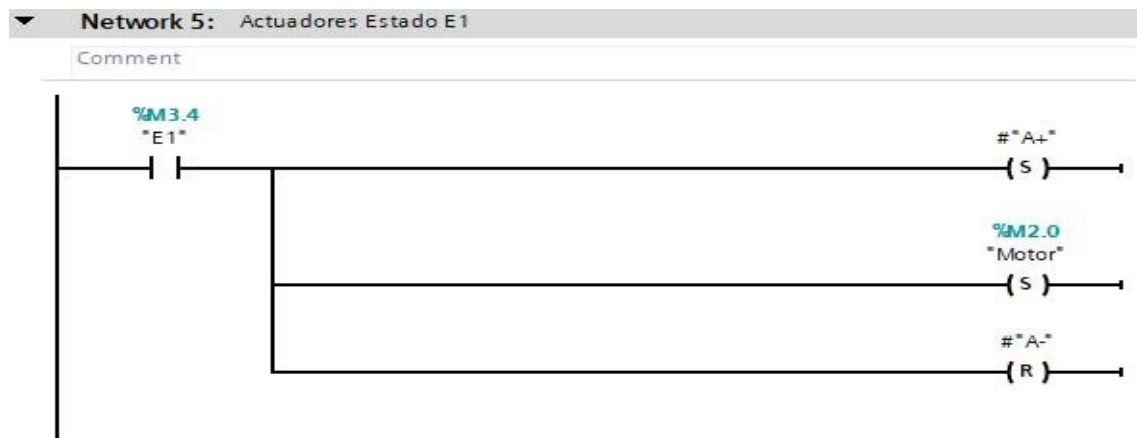 Network 5: Actuadores Estado E1
Comment
%M3.4
"E1"
#"A+"
S
%M2.0
"Motor"
S
#"A-"
R